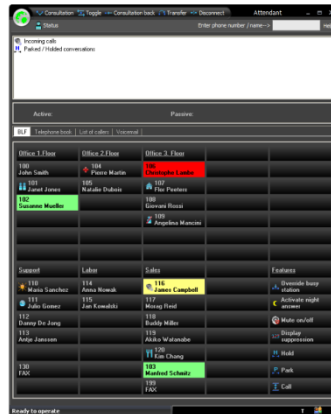 Consultation Toggle Consultation back Transfer Disconnect Attendant
Status Enter phone number / name-->
Incoming calls
Parked / Holded conversations
Active: Passive:
BLF Telephone book List of callers Voicemail
Office 1.Floor Office 2.Floor Office 3. Floor
100 104 106
John Smith Pierre Martin Christophe Lambe
101 105 107
Janet Jones Natalie Dubois Flor Peeters
102 108
Susanne Mueller Giovani Rossi
109
Angelina Mancini
Support Labor Sales Features
110 114 116 Override busy
Maria Sanchez Anna Nowak James Campbell station
111 115 117 Activate night
Julio Gomez Jan Kowalski Morag Reid answer
112 118 Mute on/off
Danny De Jong Buddy Miller
113 119 Display
Antje Janssen Akiko Watanabe suppression
120 Hold
Kim Chang
130 103 Park
FAX Manfred Schmitz
199 Call
FAX
Ready to operate